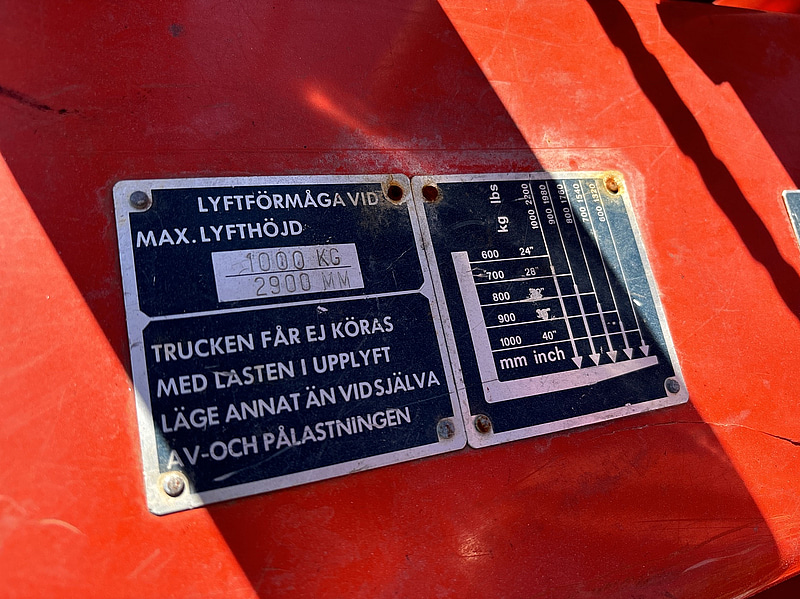 LYFTFÖRMÅGA VID
MAX. LYFTHÖJD
1000 KG
2900 MM
TRUCKEN FÅR EJ KÖRAS
MED LASTEN I UPPLYFT
LÄGE ANNAT ÄN VID SJÄLVA
AV-OCH PÅLASTNINGEN
kg lbs
1000 2200
900 1980
800 1760
700 1540
600 1320
600 24"
700 28"
800
900
1000 40"
mm inch